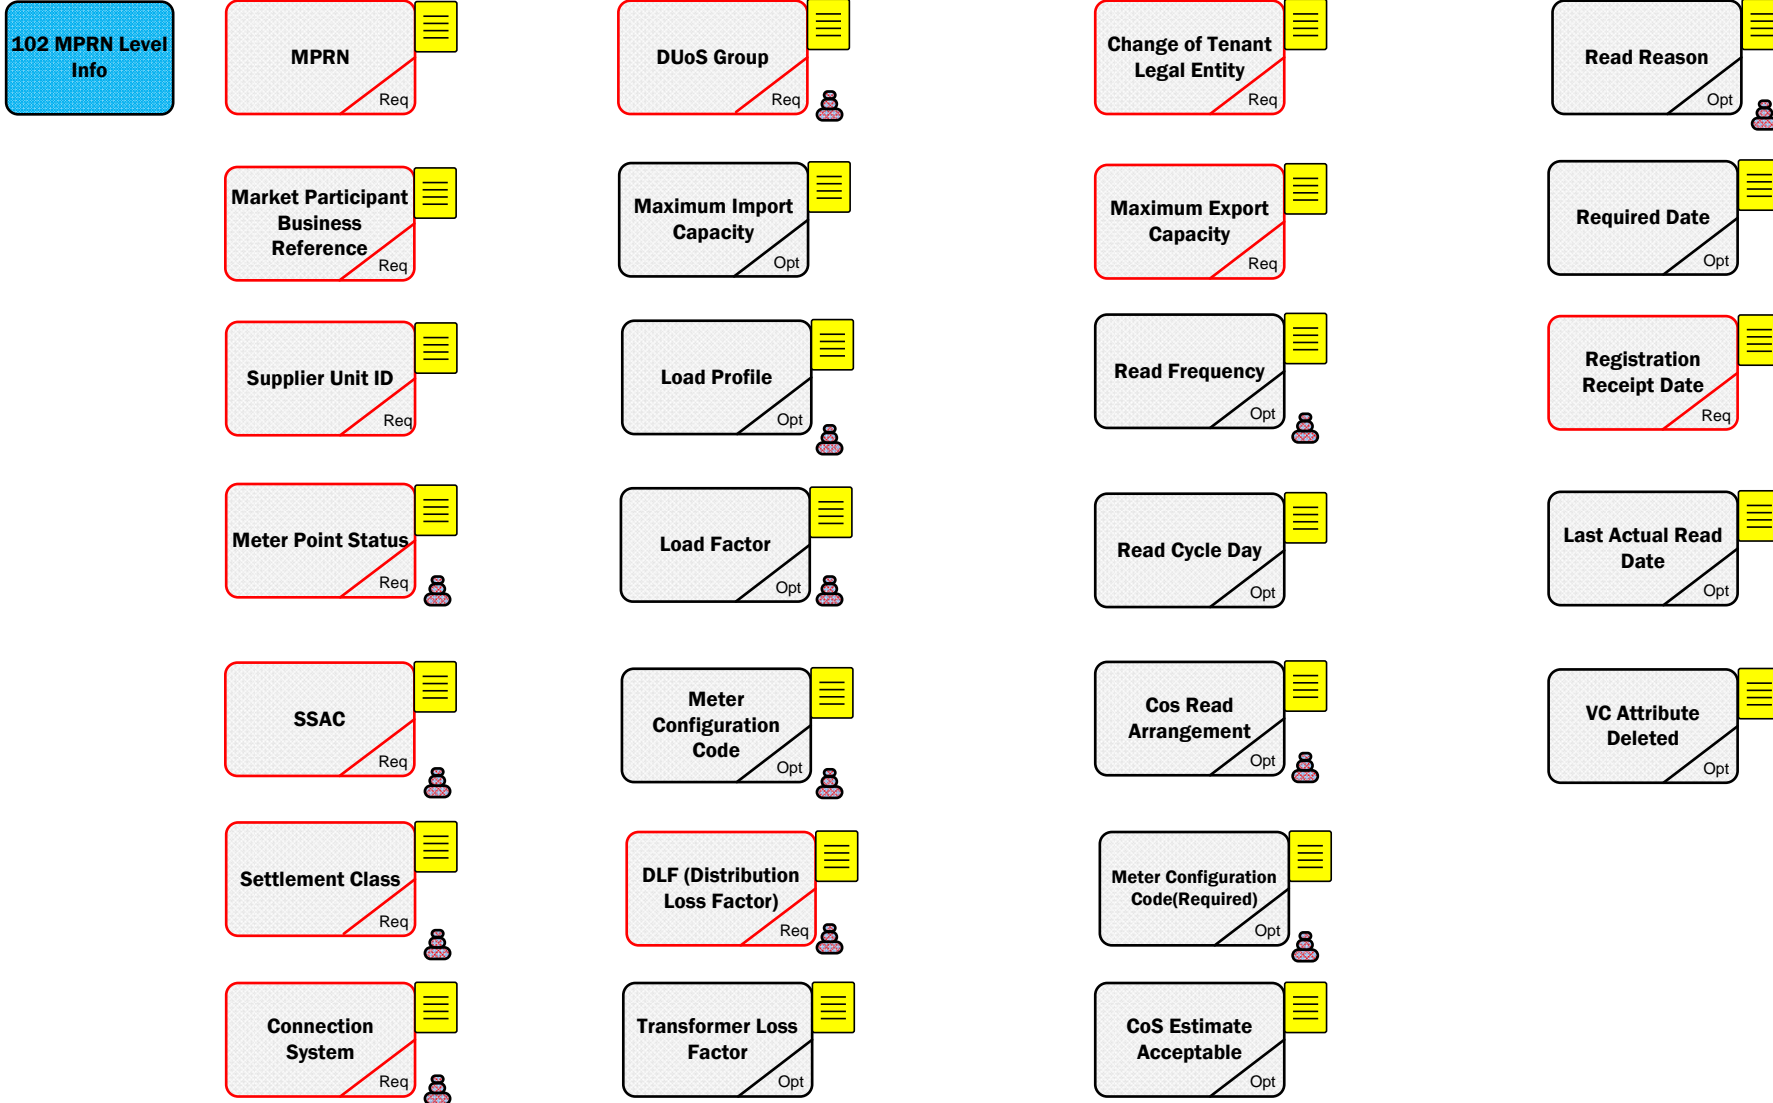 102 MPRN Level
Info
MPRN
Req
DUoS Group
Req
Change of Tenant
Legal Entity
Req
Read Reason
Opt
Market Participant
Business
Reference
Req
Maximum Import
Capacity
Opt
Maximum Export
Capacity
Req
Required Date
Opt
Supplier Unit ID
Req
Load Profile
Opt
Read Frequency
Opt
Registration
Receipt Date
Req
Meter Point Status
Req
Load Factor
Opt
Read Cycle Day
Opt
Last Actual Read
Date
Opt
SSAC
Req
Meter
Configuration
Code
Opt
Cos Read
Arrangement
Opt
VC Attribute
Deleted
Opt
Settlement Class
Req
DLF (Distribution
Loss Factor)
Req
Meter Configuration
Code(Required)
Opt
Connection
System
Req
Transformer Loss
Factor
Opt
CoS Estimate
Acceptable
Opt